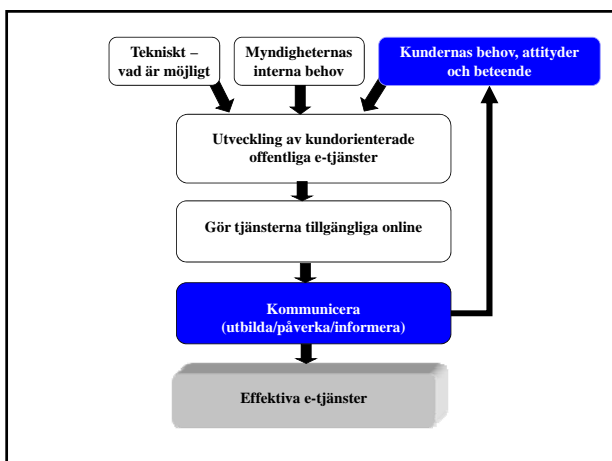 Tekniskt –
vad är möjligt
Myndigheternas
interna behov
Kundernas behov, attityder
och beteende
Utveckling av kundorienterade
offentliga e-tjänster
Gör tjänsterna tillgängliga online
Kommunicera
(utbilda/påverka/informera)
Effektiva e-tjänster